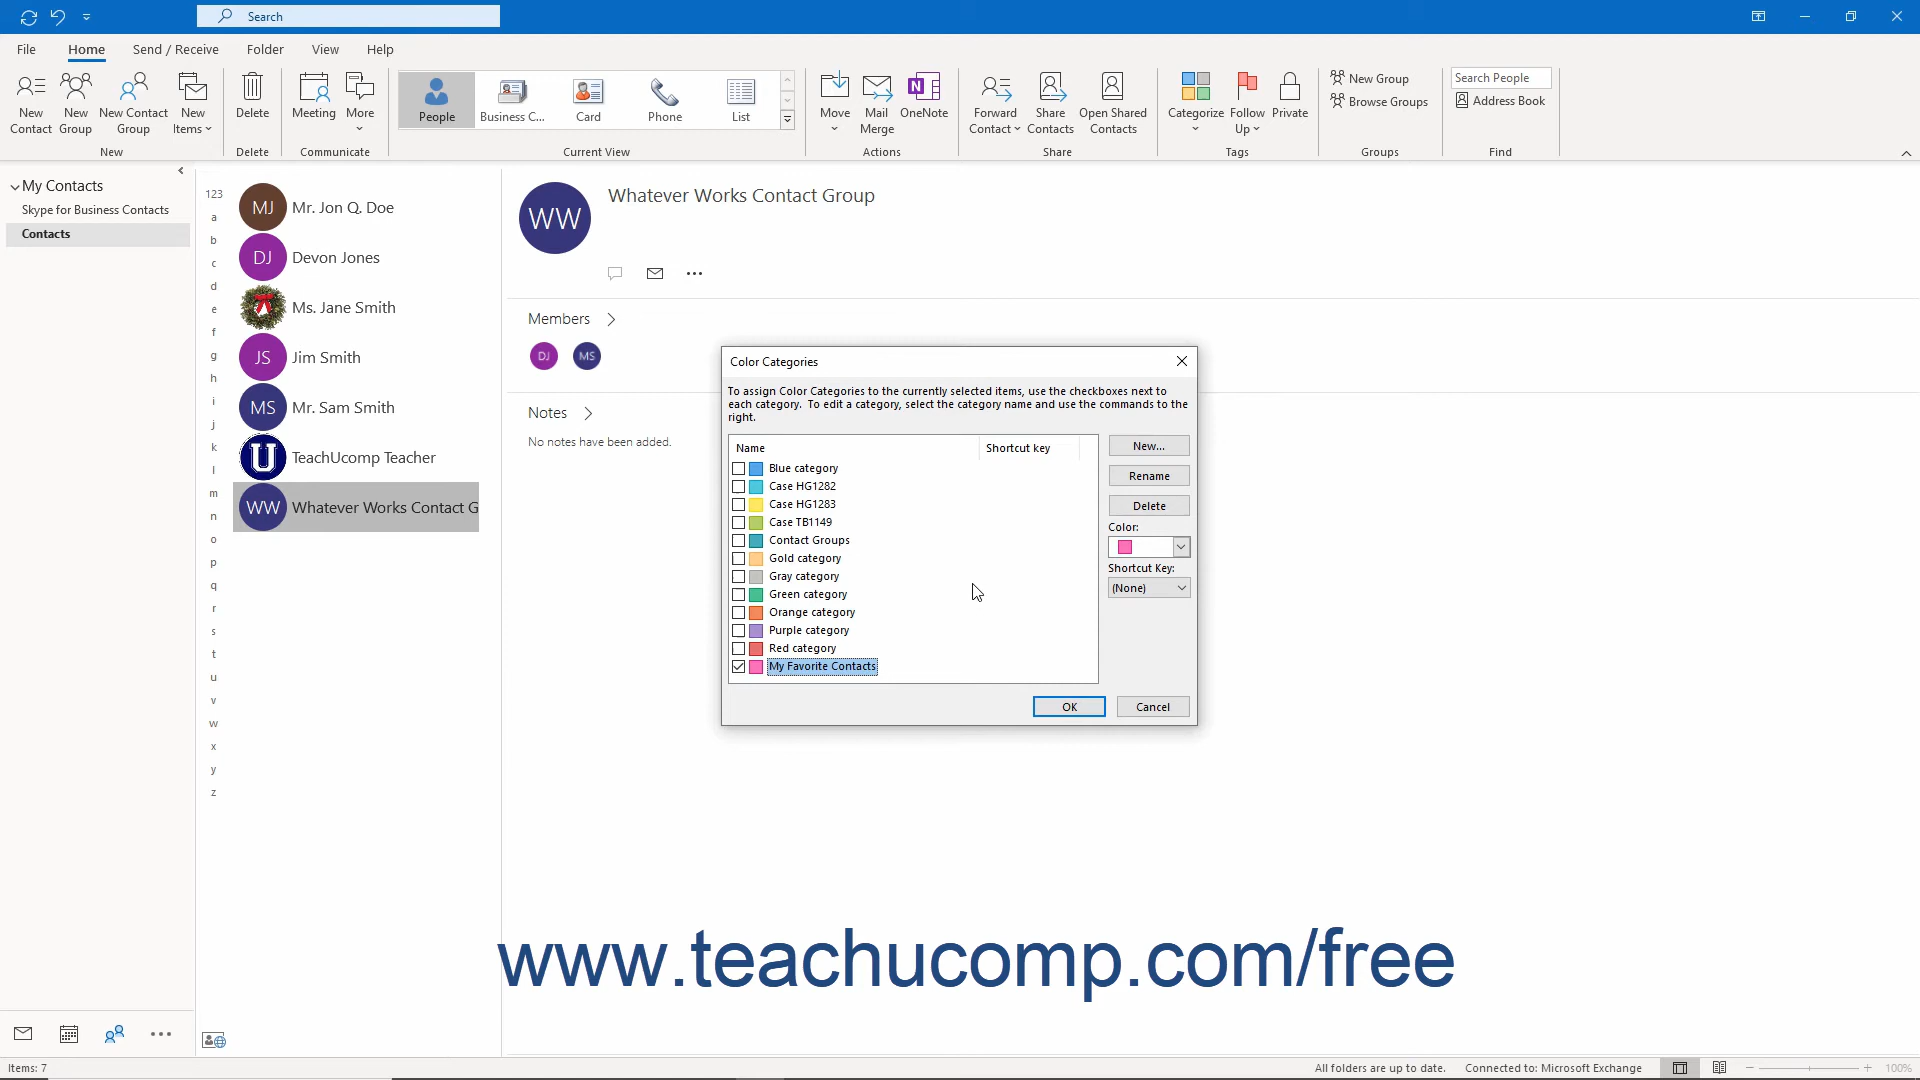 Search
File Home Send / Receive Folder View Help
New Contact
New Group
New Contact Group
New Items
New
Delete
Delete
Meeting
More
Communicate
People
Business C...
Card
Phone
List
Current View
Move
Mail Merge
OneNote
Actions
Forward Contact
Share Contacts
Open Shared Contacts
Share
Categorize
Follow Up
Private
Tags
New Group
Browse Groups
Groups
Search People
Address Book
Find
My Contacts
Skype for Business Contacts
Contacts
123
a
b
c
d
e
f
g
h
i
j
k
l
m
n
o
p
q
r
s
t
u
v
w
x
y
z
MJ Mr. Jon Q. Doe
DJ Devon Jones
Ms. Jane Smith
JS Jim Smith
MS Mr. Sam Smith
U TeachUcomp Teacher
WW Whatever Works Contact G
WW Whatever Works Contact Group
Members
DJ MS
Notes
No notes have been added.
Color Categories
To assign Color Categories to the currently selected items, use the checkboxes next to
each category. To edit a category, select the category name and use the commands to the
right.
Name Shortcut key
Blue category
Case HG1282
Case HG1283
Case TB1149
Contact Groups
Gold category
Gray category
Green category
Orange category
Purple category
Red category
My Favorite Contacts
New...
Rename
Delete
Color:
Shortcut Key:
(None)
OK Cancel
www.teachucomp.com/free
Items: 7
All folders are up to date. Connected to: Microsoft Exchange 100%